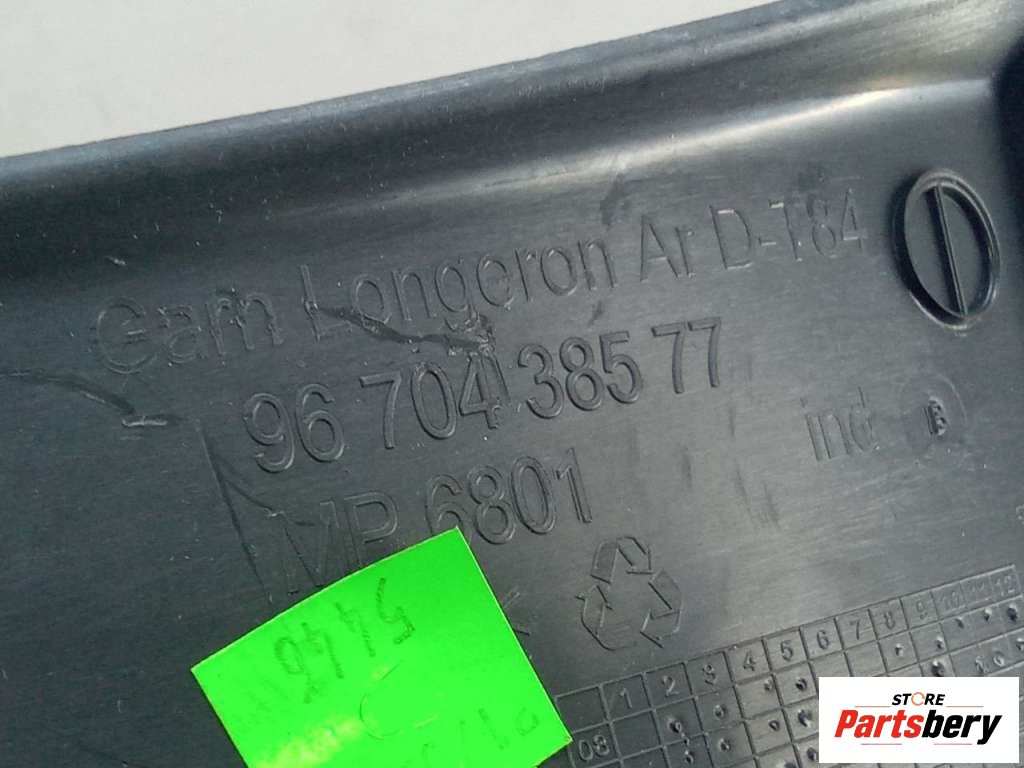 Garn Longeron Ar D-T84
96 704 385 77
MP 6801
ind B
1 2 3 4 5 6 7 8 9 10 11 12
08
STORE
Partsbery